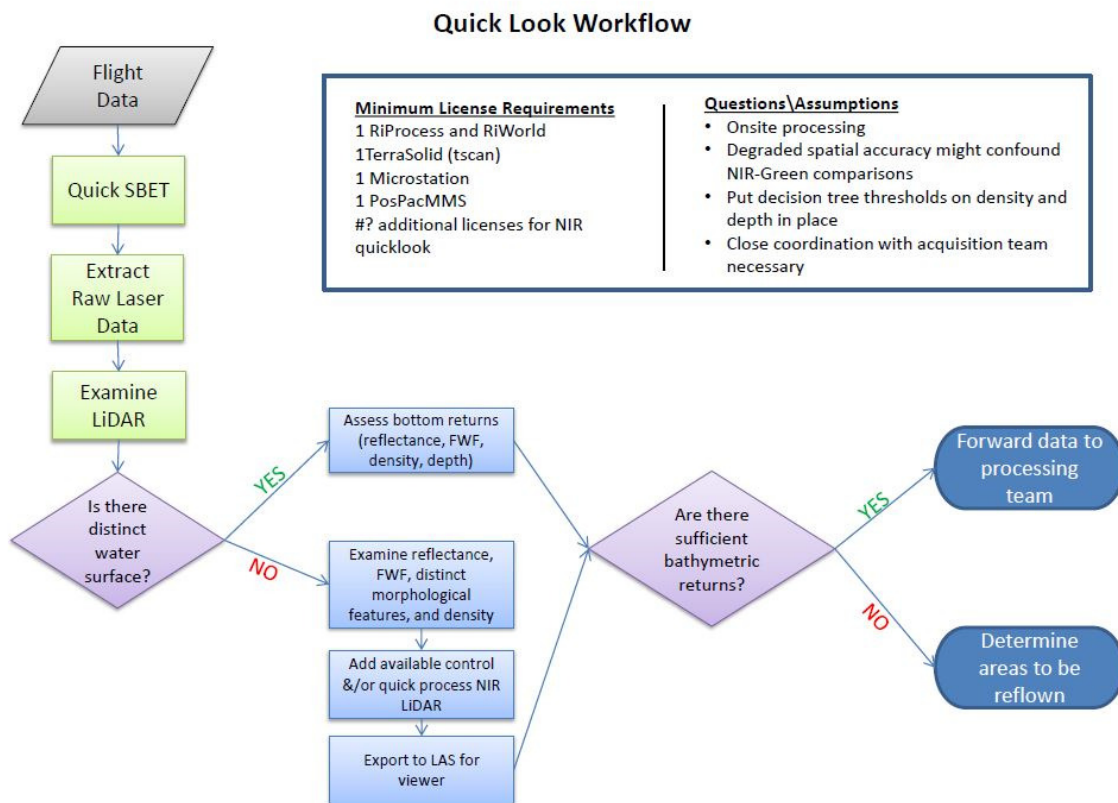 Quick Look Workflow
Flight
Data
Quick SBET
Extract
Raw Laser
Data
Examine
LiDAR
Is there
distinct
water
surface?
Minimum License Requirements
1 RiProcess and RiWorld
1TerraSolid (tscan)
1 Microstation
1 PosPacMMS
#? additional licenses for NIR
quicklook
Questions\Assumptions
• Onsite processing
• Degraded spatial accuracy might confound
NIR-Green comparisons
• Put decision tree thresholds on density and
depth in place
• Close coordination with acquisition team
necessary
YES
Assess bottom returns
(reflectance, FWF,
density, depth)
NO
Examine reflectance,
FWF, distinct
morphological
features, and density
Add available control
&/or quick process NIR
LiDAR
Export to LAS for
viewer
Are there
sufficient
bathymetric
returns?
YES
Forward data to
processing
team
NO
Determine
areas to be
reflown